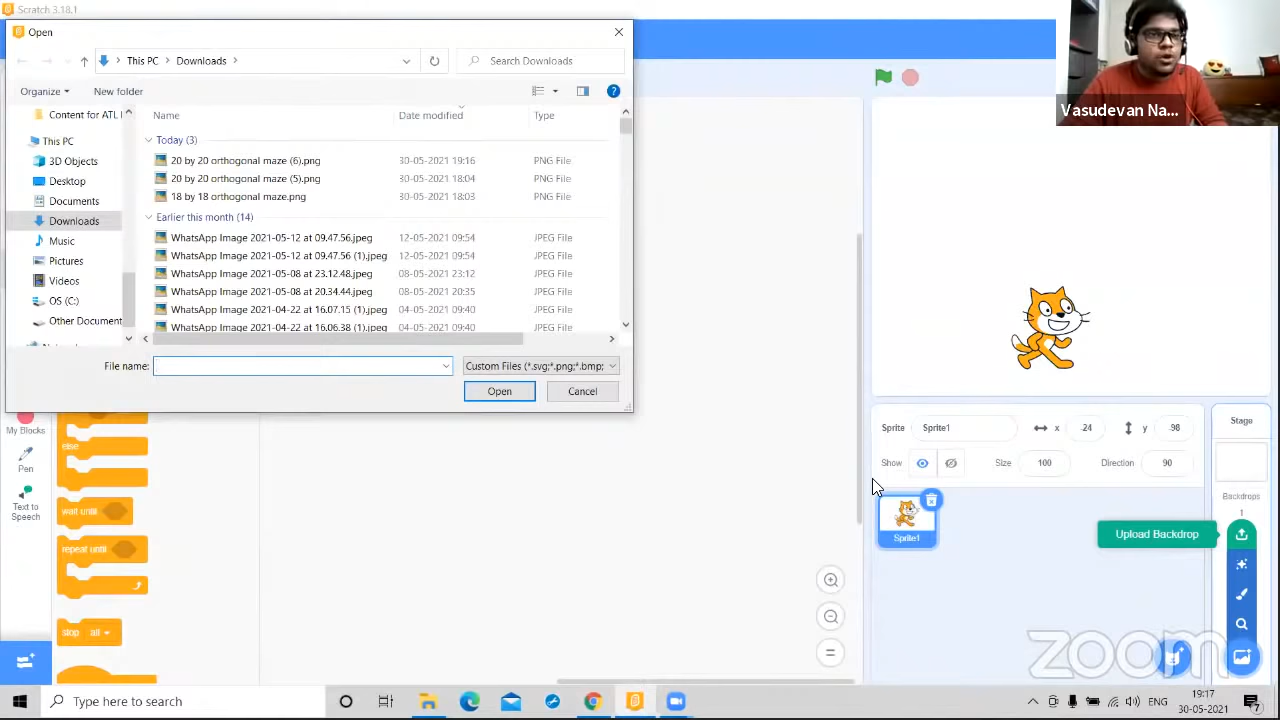 Scratch 3.18.1
Open
This PC
Downloads
Search Downloads
Organize
New folder
Content for ATL
This PC
3D Objects
Desktop
Documents
Downloads
Music
Pictures
Videos
OS (C:)
Other Document
Name
Date modified
Type
Today (3)
20 by 20 orthogonal maze (6).png 30-05-2021 19:16 PNG File
20 by 20 orthogonal maze (5).png 30-05-2021 18:04 PNG File
18 by 18 orthogonal maze.png 30-05-2021 18:03 PNG File
Earlier this month (14)
WhatsApp Image 2021-05-12 at 09.47.56.jpeg 12-05-2021 09:54 JPEG File
WhatsApp Image 2021-05-12 at 09.47.56 (1).jpeg 12-05-2021 09:54 JPEG File
WhatsApp Image 2021-05-08 at 23.12.48.jpeg 08-05-2021 23:12 JPEG File
WhatsApp Image 2021-05-08 at 20.34.44.jpeg 08-05-2021 20:35 JPEG File
WhatsApp Image 2021-04-22 at 16.07.15 (1).jpeg 04-05-2021 09:40 JPEG File
WhatsApp Image 2021-04-22 at 16.06.38 (1).jpeg 04-05-2021 09:40 JPEG File
File name:
Custom Files (*.svg;*.png;*.bmp;
Open
Cancel
Vasudevan Na...
My Blocks
Pen
Text to
Speech
else
wait until
repeat until
stop all
Sprite
Sprite1
x
-24
y
-98
Show
Size
100
Direction
90
Sprite1
Stage
Backdrops
1
Upload Backdrop
zoom
Type here to search
ENG
19:17
30-05-2021
7